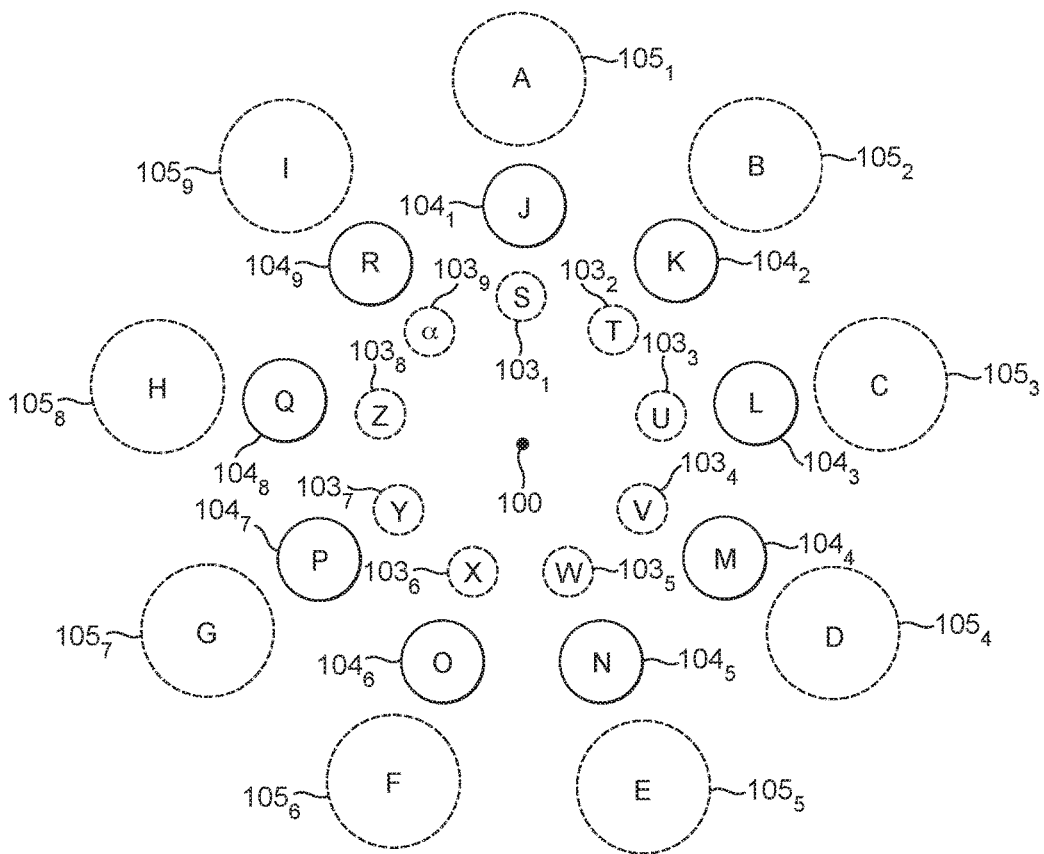 A 105₁
I 105₉
B 105₂
J 104₁
R 104₉
K 104₂
α 103₉
S 103₁
T 103₂
H 105₈
Q 104₈
Z 103₈
U 103₃
L 104₃
C 105₃
100
Y 103₇
V 103₄
P 104₇
X 103₆
W 103₅
M 104₄
G 105₇
D 105₄
O 104₆
N 104₅
F 105₆
E 105₅